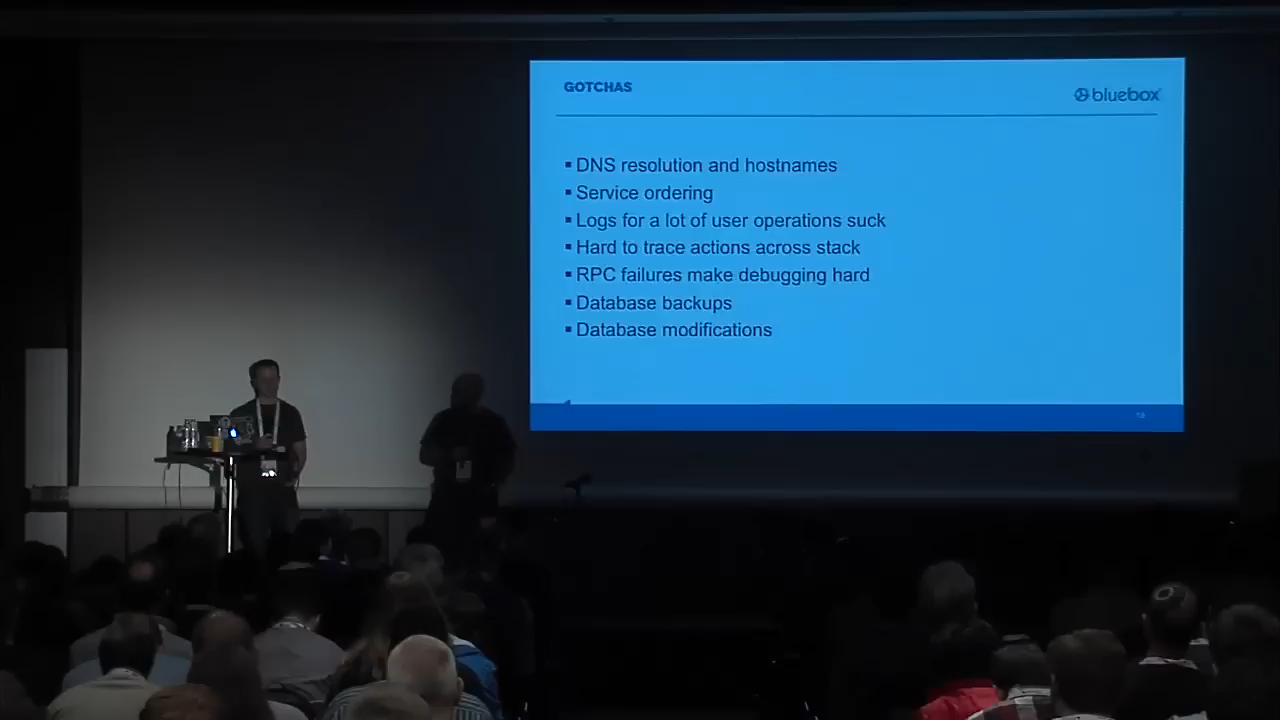 GOTCHAS
bluebox
▪ DNS resolution and hostnames
▪ Service ordering
▪ Logs for a lot of user operations suck
▪ Hard to trace actions across stack
▪ RPC failures make debugging hard
▪ Database backups
▪ Database modifications